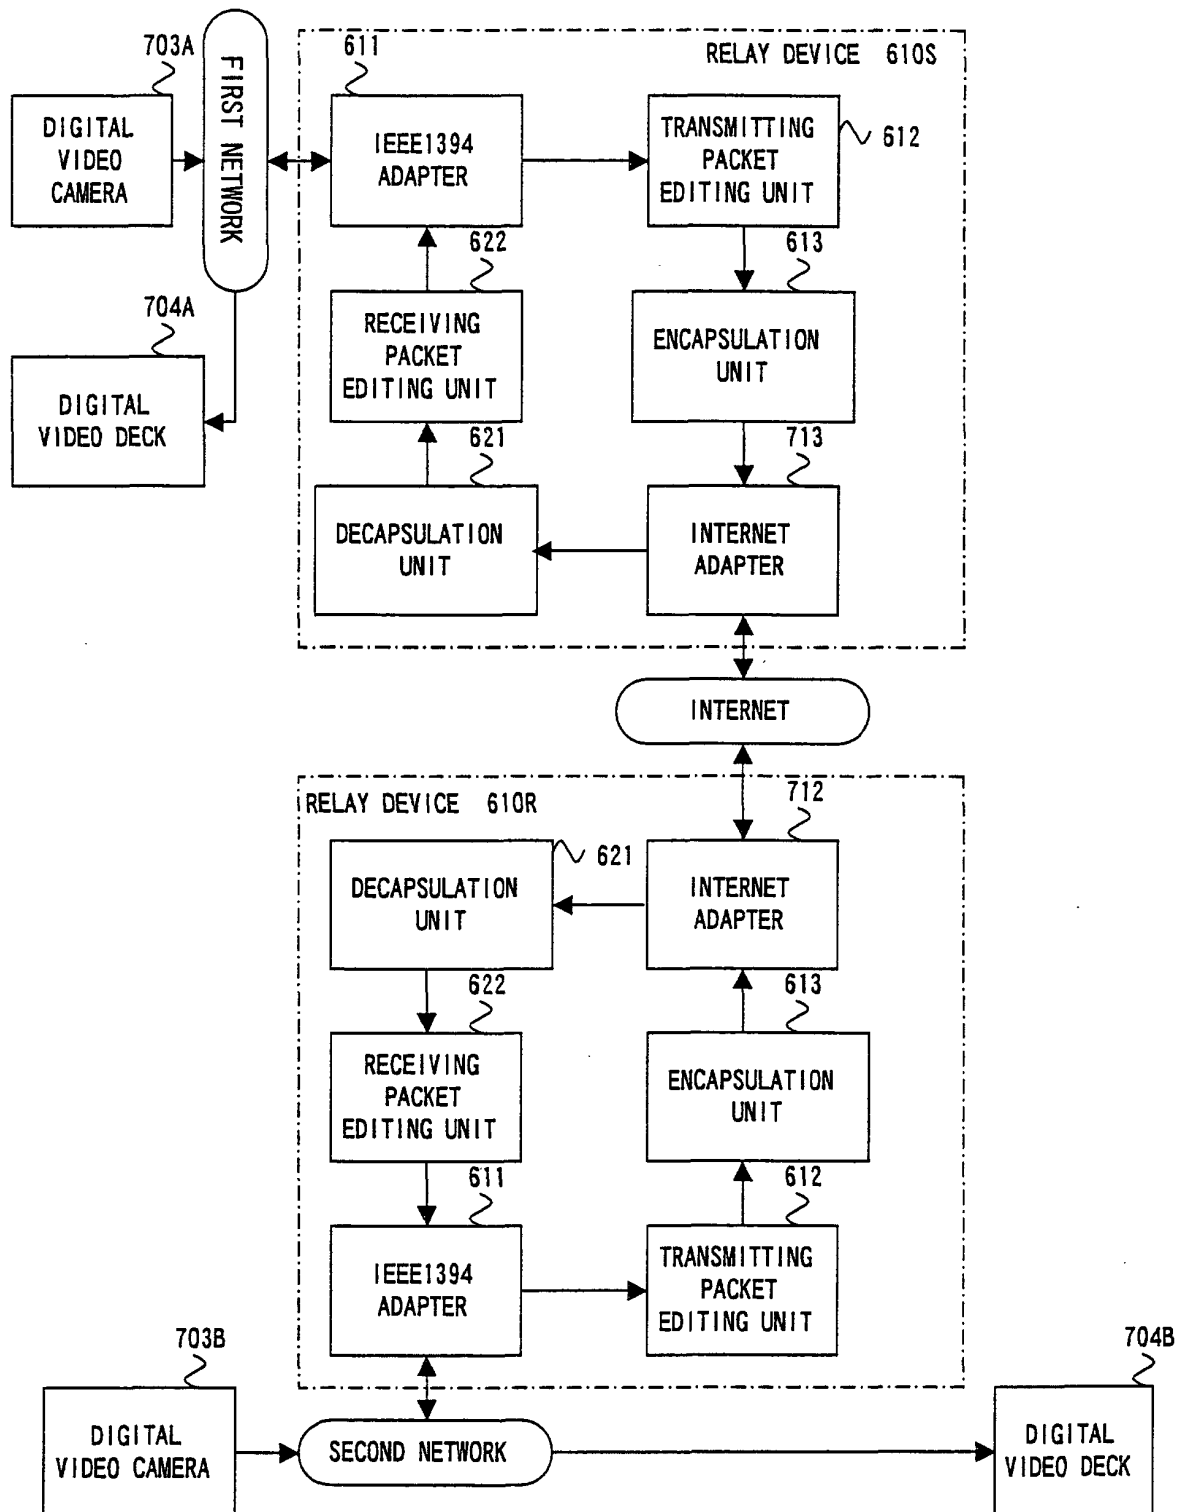 703A
611
RELAY DEVICE 610S
DIGITAL
VIDEO
CAMERA
FIRST NETWORK
IEEE1394
ADAPTER
TRANSMITTING
PACKET
EDITING UNIT
612
622
613
704A
RECEIVING
PACKET
EDITING UNIT
ENCAPSULATION
UNIT
DIGITAL
VIDEO DECK
621
713
DECAPSULATION
UNIT
INTERNET
ADAPTER
INTERNET
RELAY DEVICE 610R
712
DECAPSULATION
UNIT
621
INTERNET
ADAPTER
622
613
RECEIVING
PACKET
EDITING UNIT
ENCAPSULATION
UNIT
611
612
IEEE1394
ADAPTER
TRANSMITTING
PACKET
EDITING UNIT
703B
704B
DIGITAL
VIDEO CAMERA
SECOND NETWORK
DIGITAL
VIDEO DECK